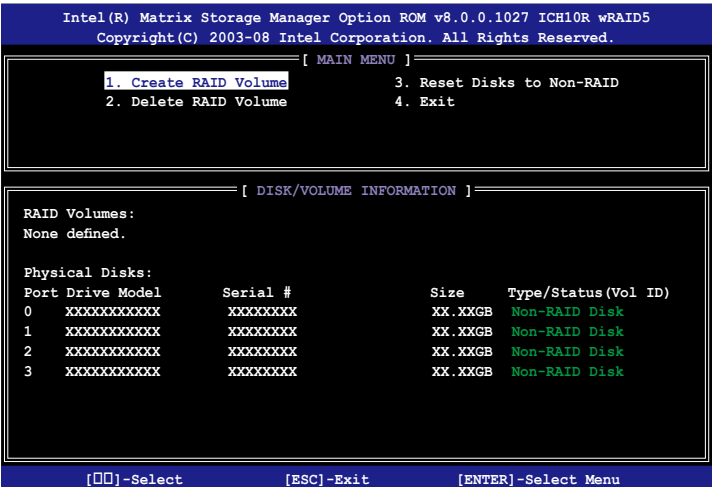 Intel(R) Matrix Storage Manager Option ROM v8.0.0.1027 ICH10R wRAID5
Copyright(C) 2003-08 Intel Corporation. All Rights Reserved.
[ MAIN MENU ]
1. Create RAID Volume 3. Reset Disks to Non-RAID
2. Delete RAID Volume 4. Exit
[ DISK/VOLUME INFORMATION ]
RAID Volumes:
None defined.
Physical Disks:
Port Drive Model Serial # Size Type/Status(Vol ID)
0 XXXXXXXXXXX XXXXXXXX XX.XXGB Non-RAID Disk
1 XXXXXXXXXXX XXXXXXXX XX.XXGB Non-RAID Disk
2 XXXXXXXXXXX XXXXXXXX XX.XXGB Non-RAID Disk
3 XXXXXXXXXXX XXXXXXXX XX.XXGB Non-RAID Disk
[▯▯]-Select [ESC]-Exit [ENTER]-Select Menu